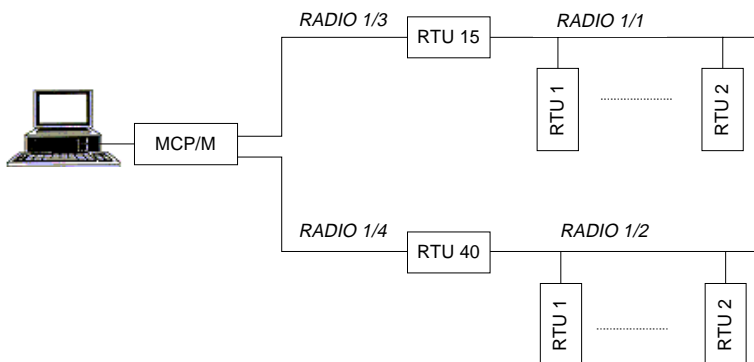 RADIO 1/3
RTU 15
RADIO 1/1
RTU 1
RTU 2
MCP/M
RADIO 1/4
RTU 40
RADIO 1/2
RTU 1
RTU 2